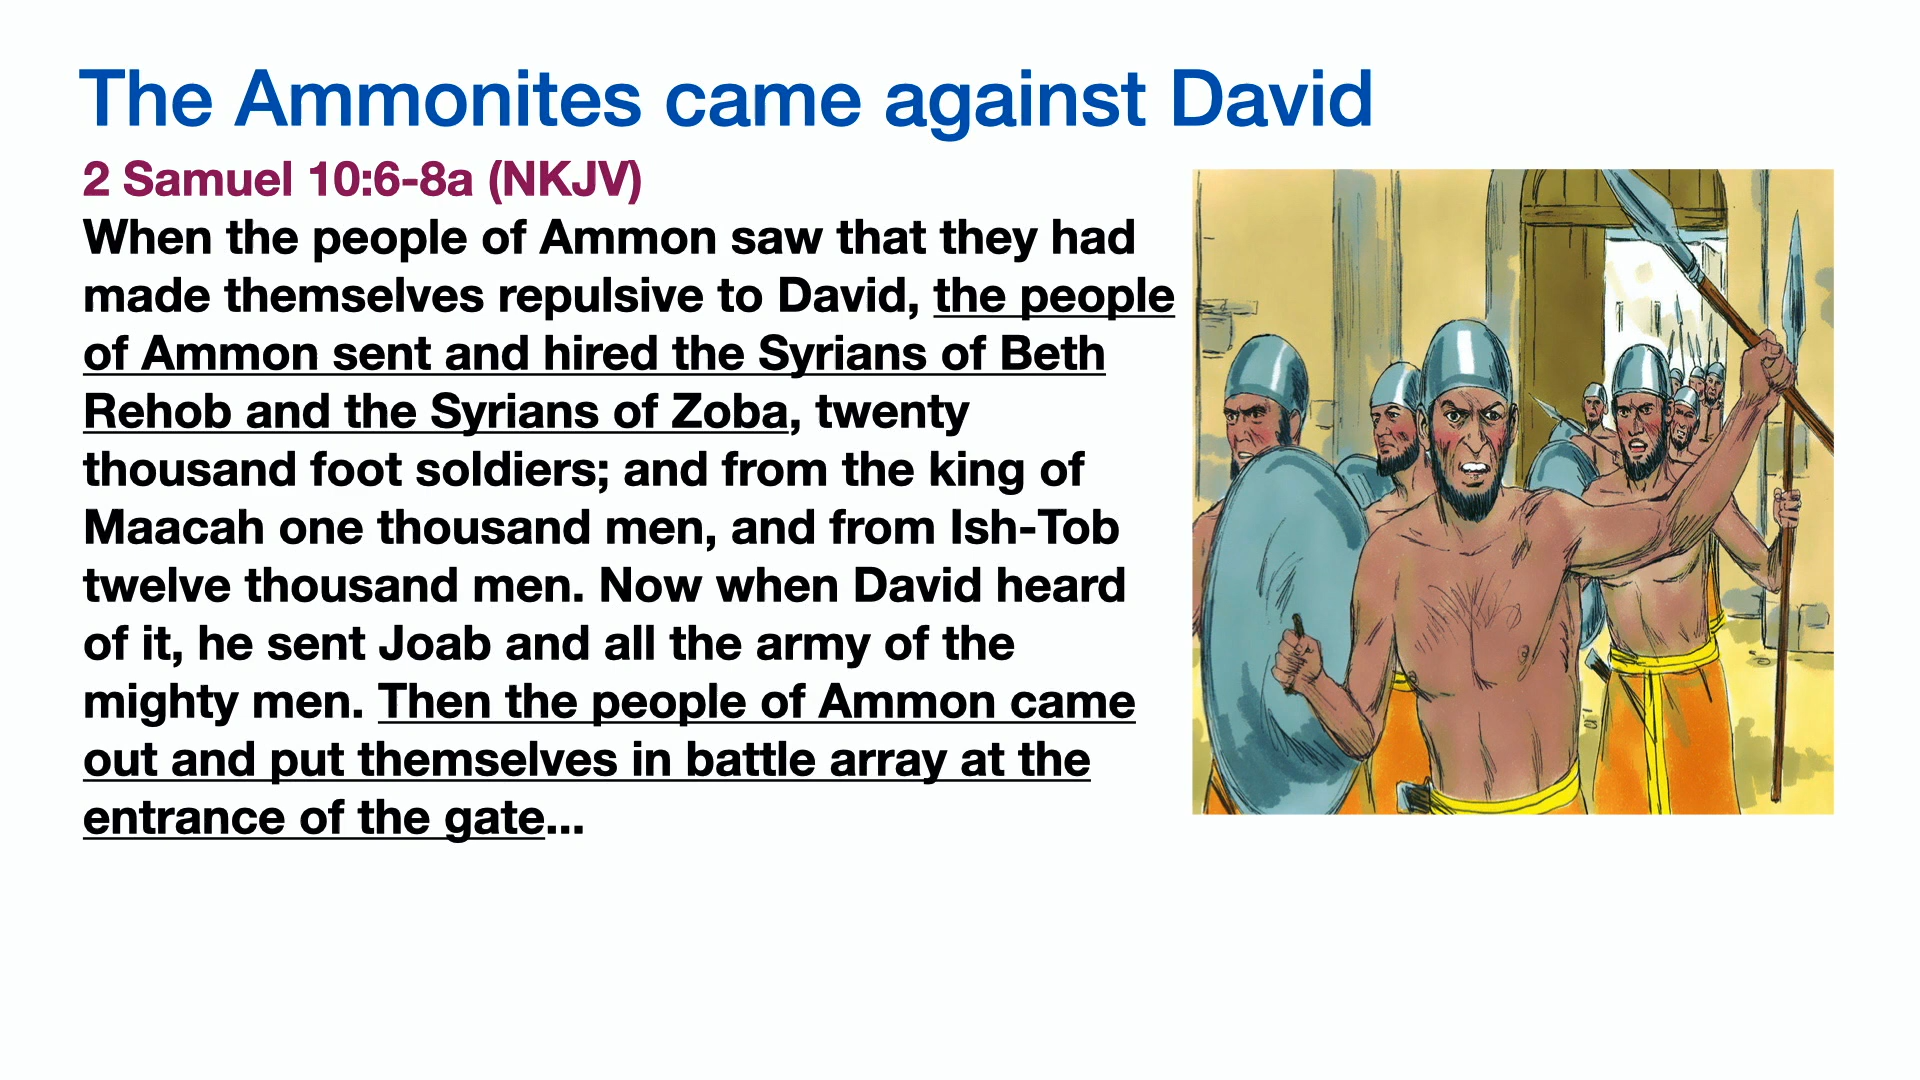 The Ammonites came against David
2 Samuel 10:6-8a (NKJV)
When the people of Ammon saw that they had
made themselves repulsive to David, the people
of Ammon sent and hired the Syrians of Beth
Rehob and the Syrians of Zoba, twenty
thousand foot soldiers; and from the king of
Maacah one thousand men, and from Ish-Tob
twelve thousand men. Now when David heard
of it, he sent Joab and all the army of the
mighty men. Then the people of Ammon came
out and put themselves in battle array at the
entrance of the gate...